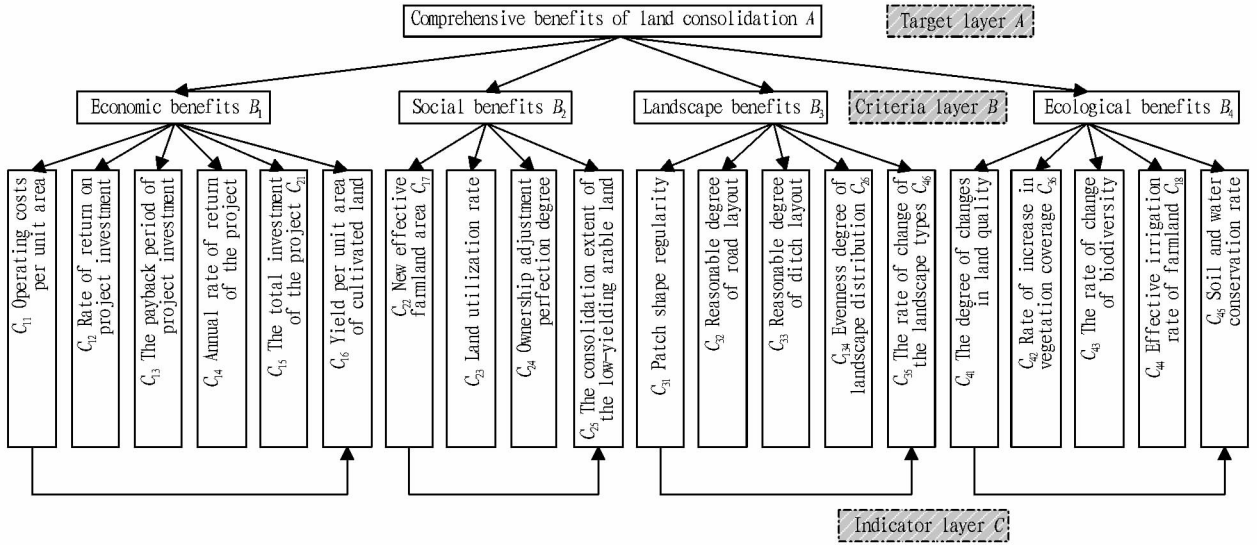 Comprehensive benefits of land consolidation A
Target layer A
Economic benefits B1
Social benefits B2
Landscape benefits B3
Criteria layer B
Ecological benefits B4
C11 Operating costs
per unit area
C12 Rate of return on
project investment
C13 The payback period of
project investment
C14 Annual rate of return
of the project
C15 The total investment
of the project C21
C16 Yield per unit area
of cultivated land
C22 New effective
farmland area C17
C23 Land utilization rate
C24 Ownership adjustment
perfection degree
C25 The consolidation extent of
the low-yielding arable land
C31 Patch shape regularity
C32 Reasonable degree
of road layout
C33 Reasonable degree
of ditch layout
C134 Evenness degree of
landscape distribution C26
C35 The rate of change of
the landscape types C46
C41 The degree of changes
in land quality
C42 Rate of increase in
vegetation coverage C36
C43 The rate of change
of biodiversity
C44 Effective irrigation
rate of farmland C18
C45 Soil and water
conservation rate
Indicator layer C